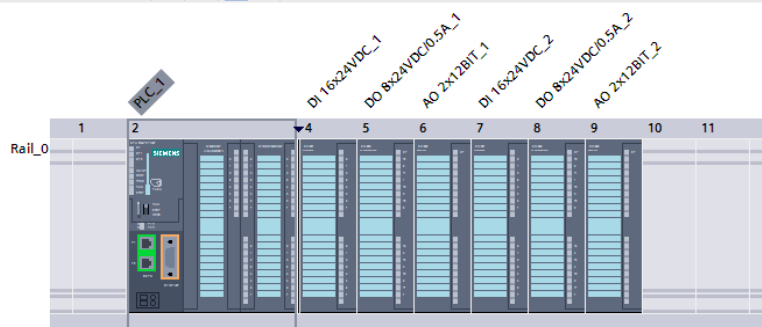 PLC_1
DI 16x24VDC_1
DO 8x24VDC/0.5A_1
AO 2x12BIT_1
DI 16x24VDC_2
DO 8x24VDC/0.5A_2
AO 2x12BIT_2
1 2 4 5 6 7 8 9 10 11
Rail_0
SIEMENS